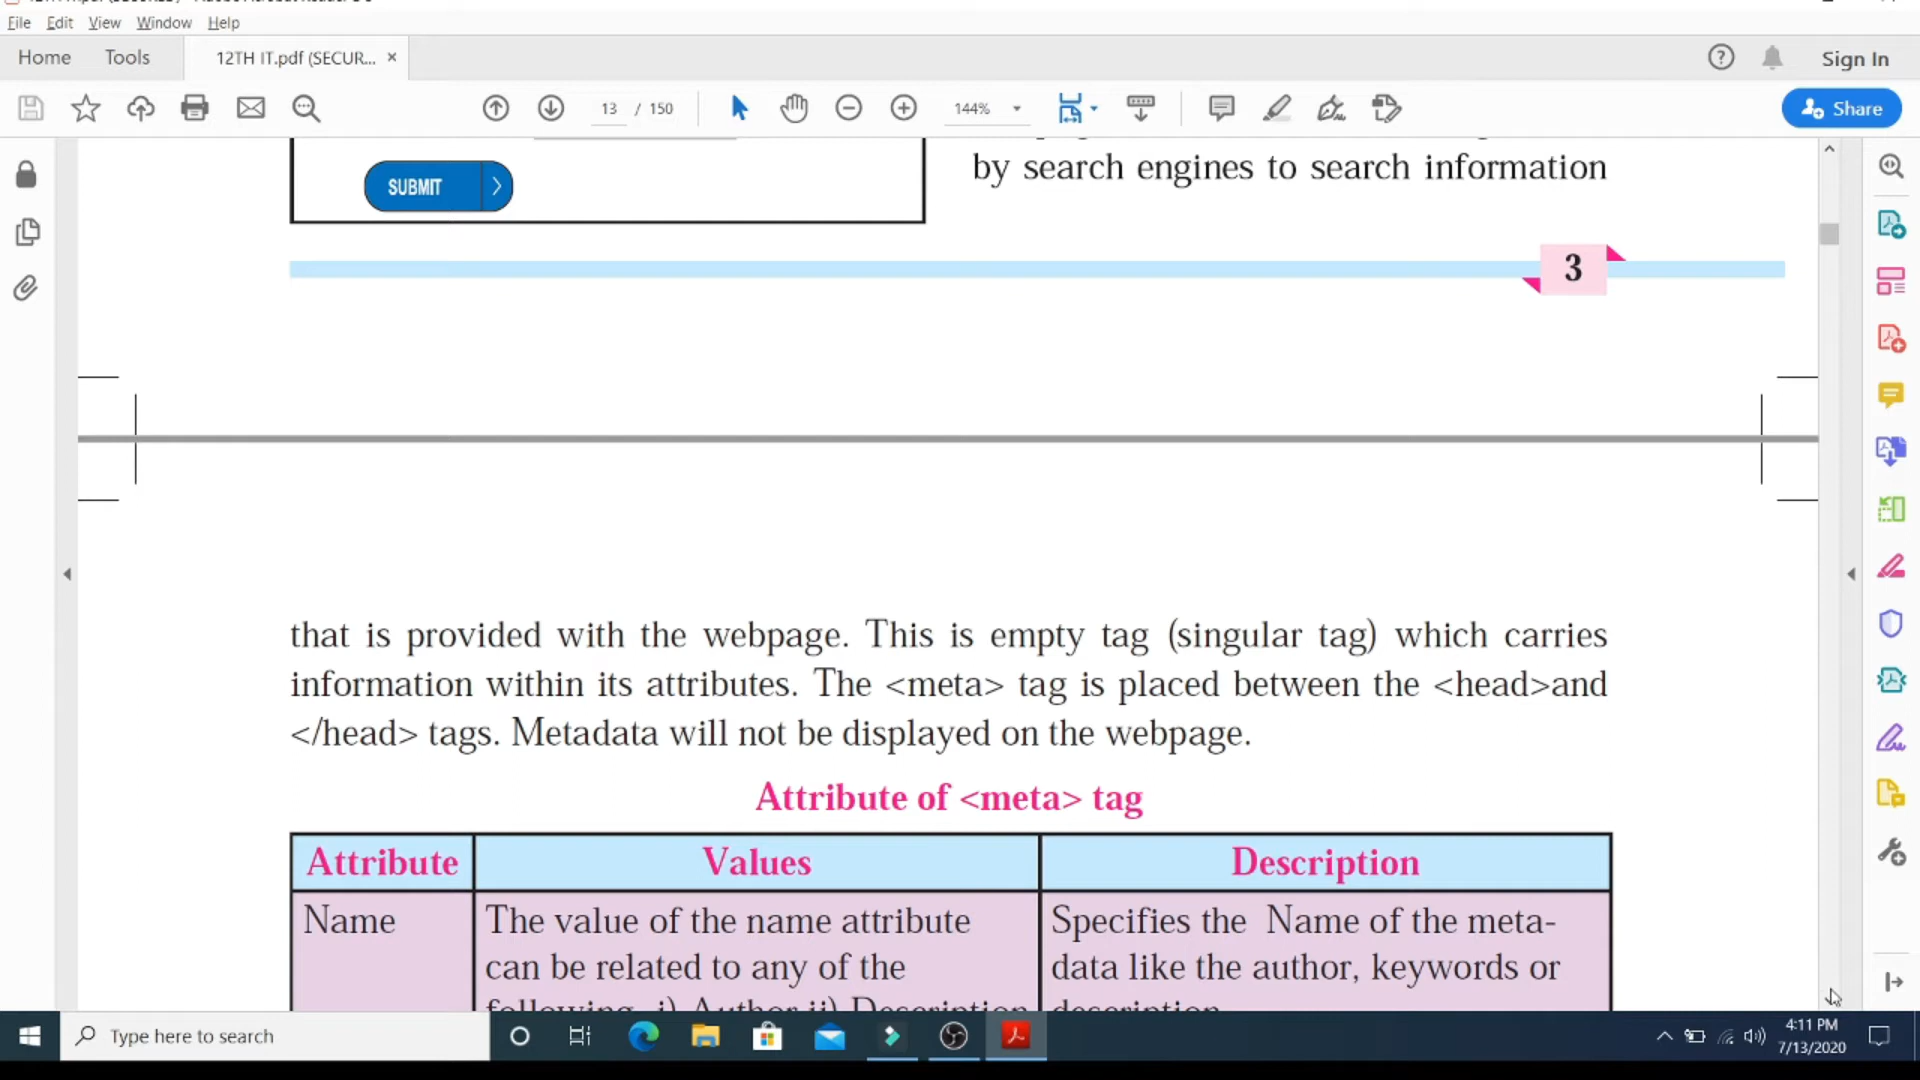 File Edit View Window Help
Home Tools 12TH IT.pdf (SECUR... × Sign In
13 / 150 144% Share
by search engines to search information
SUBMIT
3
that is provided with the webpage. This is empty tag (singular tag) which carries
information within its attributes. The <meta> tag is placed between the <head>and
</head> tags. Metadata will not be displayed on the webpage.
Attribute of <meta> tag
Attribute Values Description
Name The value of the name attribute Specifies the Name of the meta-
can be related to any of the data like the author, keywords or
following i) Author ii) Description description
Type here to search
4:11 PM
7/13/2020